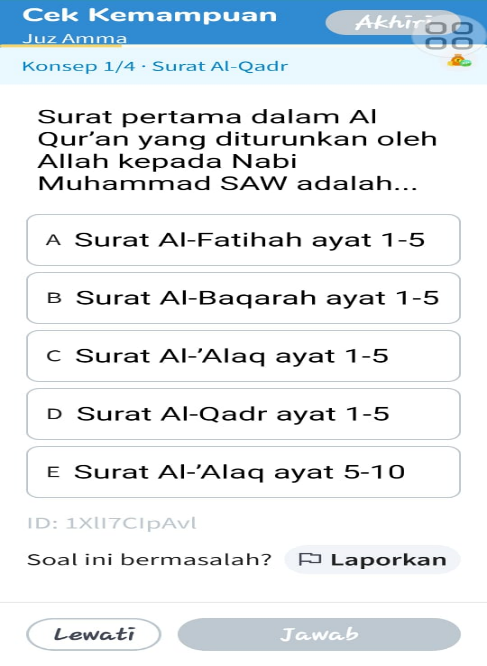 Cek Kemampuan
Juz Amma
Akhiri
Konsep 1/4 · Surat Al-Qadr
Surat pertama dalam Al
Qur’an yang diturunkan oleh
Allah kepada Nabi
Muhammad SAW adalah...
A Surat Al-Fatihah ayat 1-5
B Surat Al-Baqarah ayat 1-5
C Surat Al-’Alaq ayat 1-5
D Surat Al-Qadr ayat 1-5
E Surat Al-’Alaq ayat 5-10
ID: 1XlI7CIpAvl
Soal ini bermasalah? Laporkan
Lewati Jawab